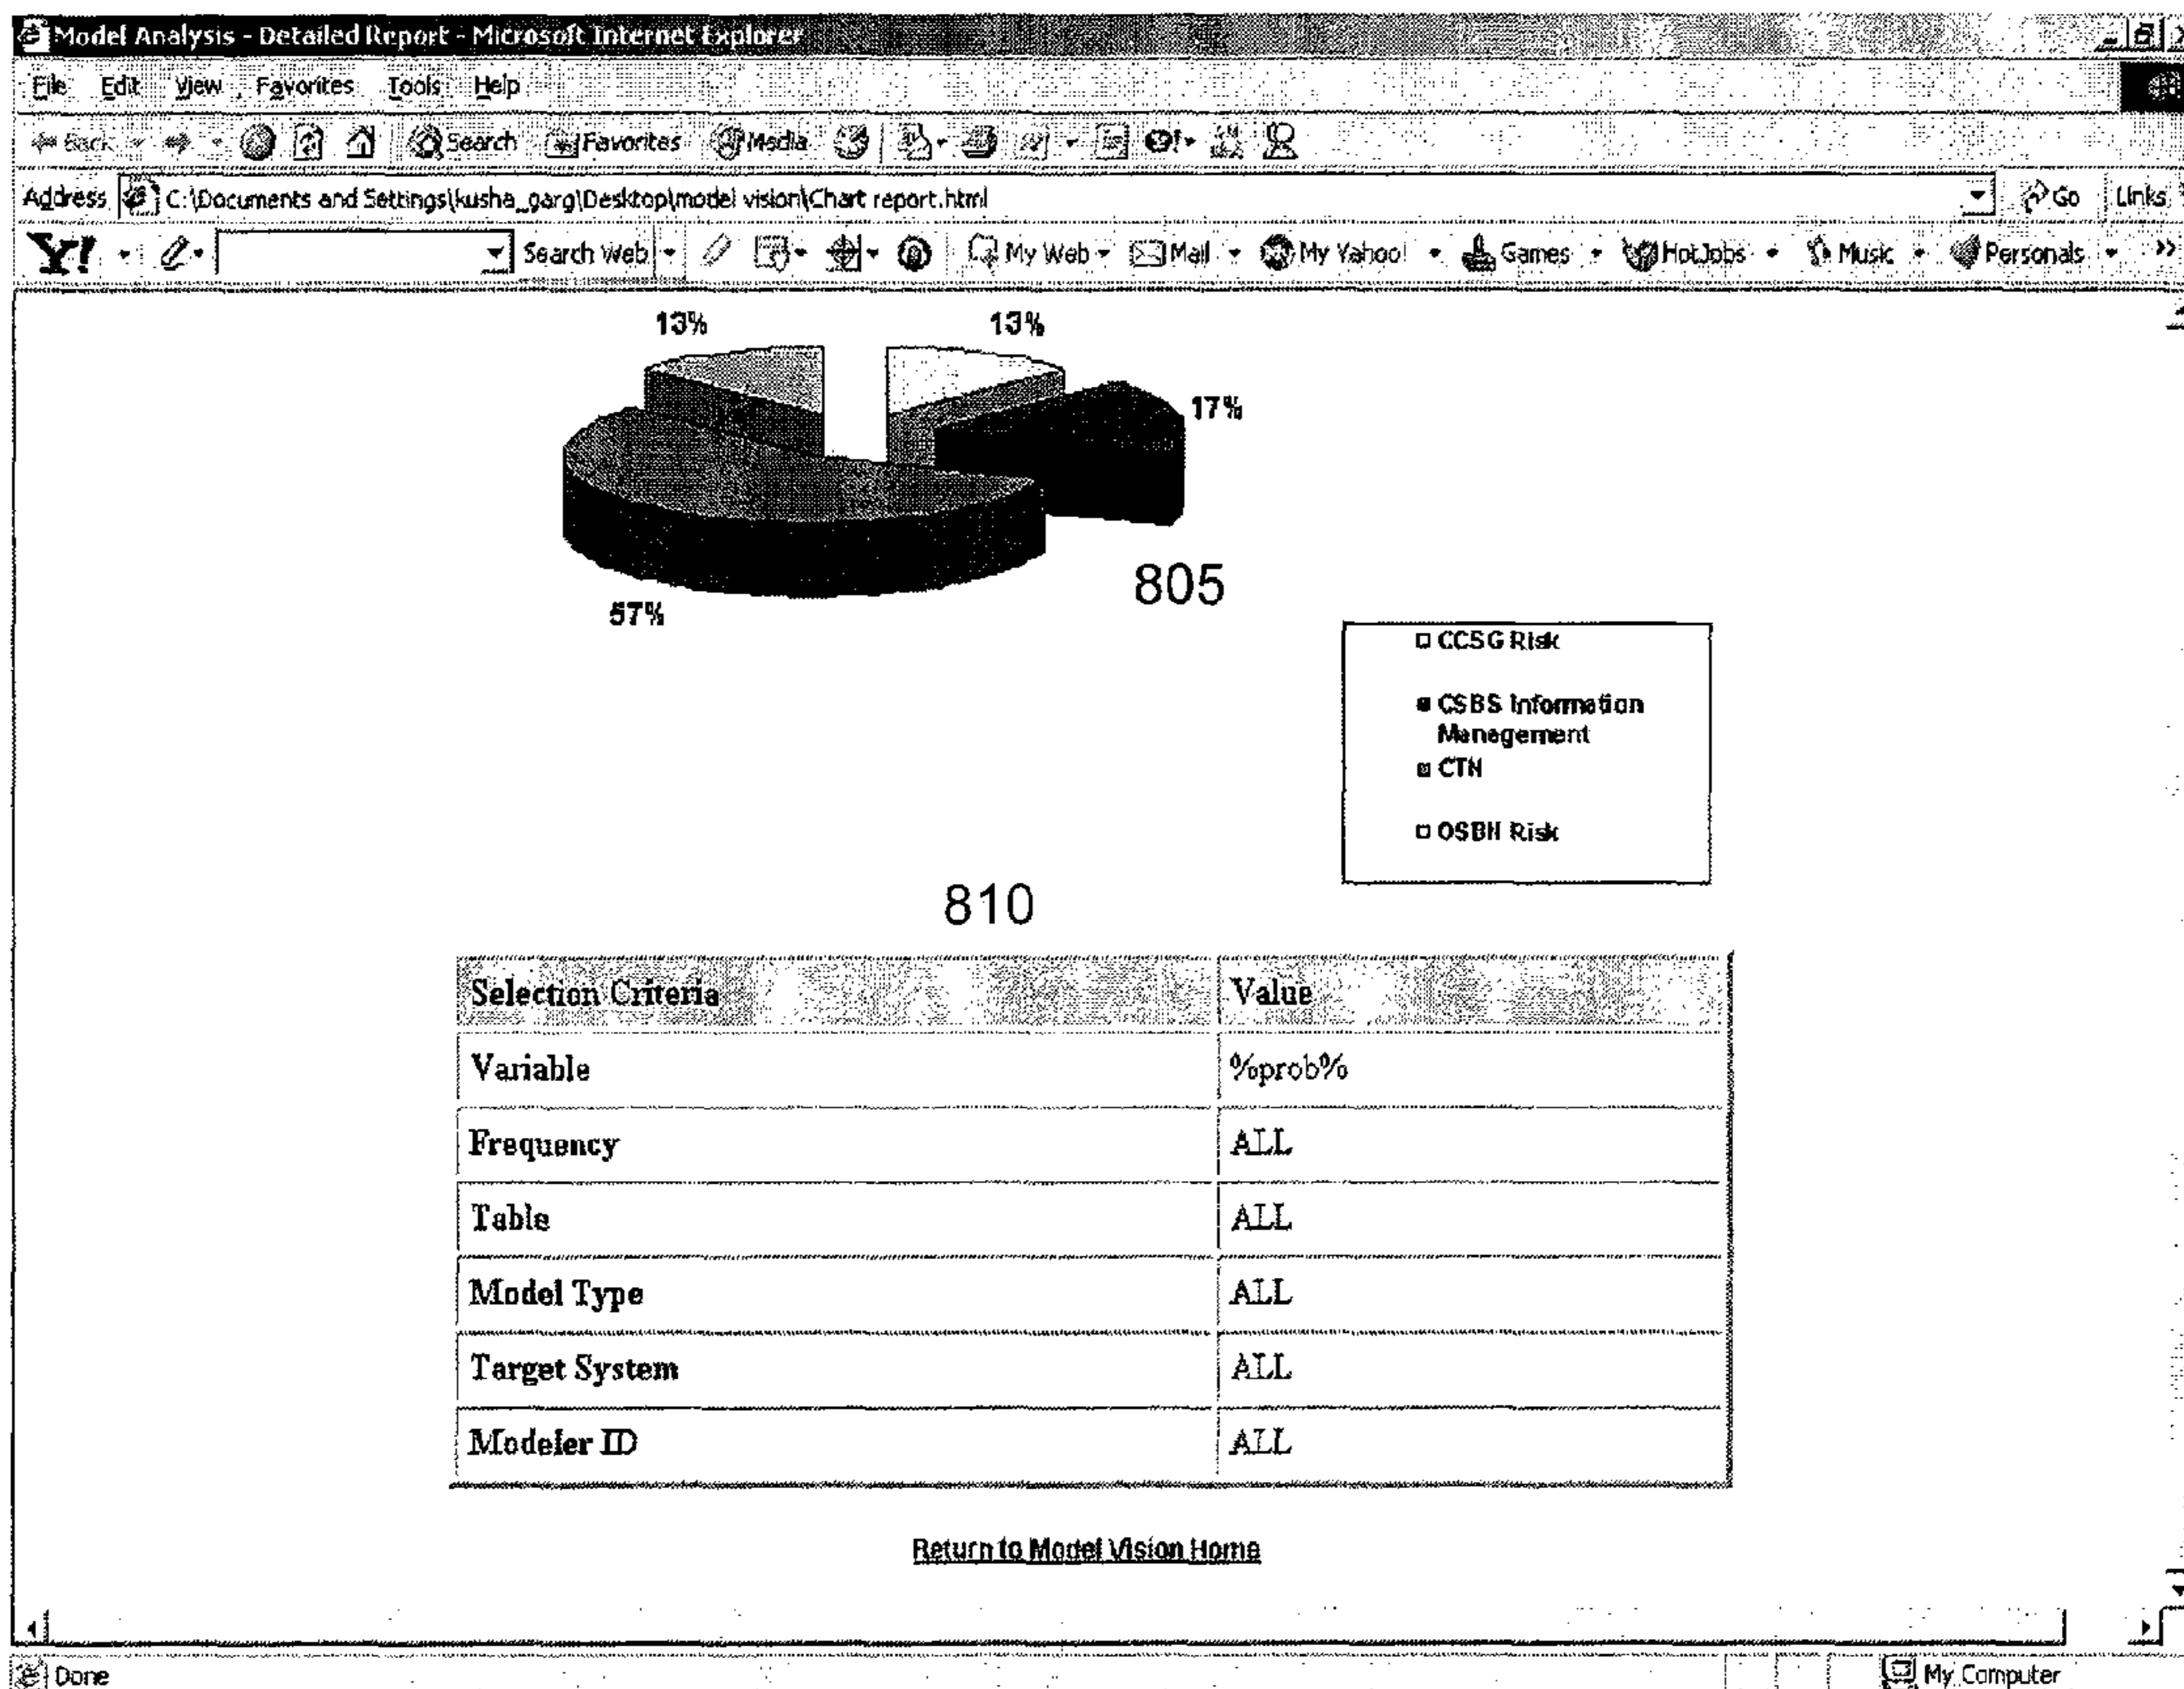 Model Analysis - Detailed Report - Microsoft Internet Explorer
File Edit View Favorites Tools Help
Back Search Favorites Media
Address C:\Documents and Settings\kusha_garg\Desktop\model vision\Chart report.html Go Links
Y! Search Web My Web Mail My Yahoo! Games HotJobs Music Personals >>
13% 13%
17%
57%
805
CCSG Risk
CSBS Information
Management
CTN
OSBN Risk
810
Selection Criteria Value
Variable %prob%
Frequency ALL
Table ALL
Model Type ALL
Target System ALL
Modeler ID ALL
Return to Model Vision Home
Done My Computer